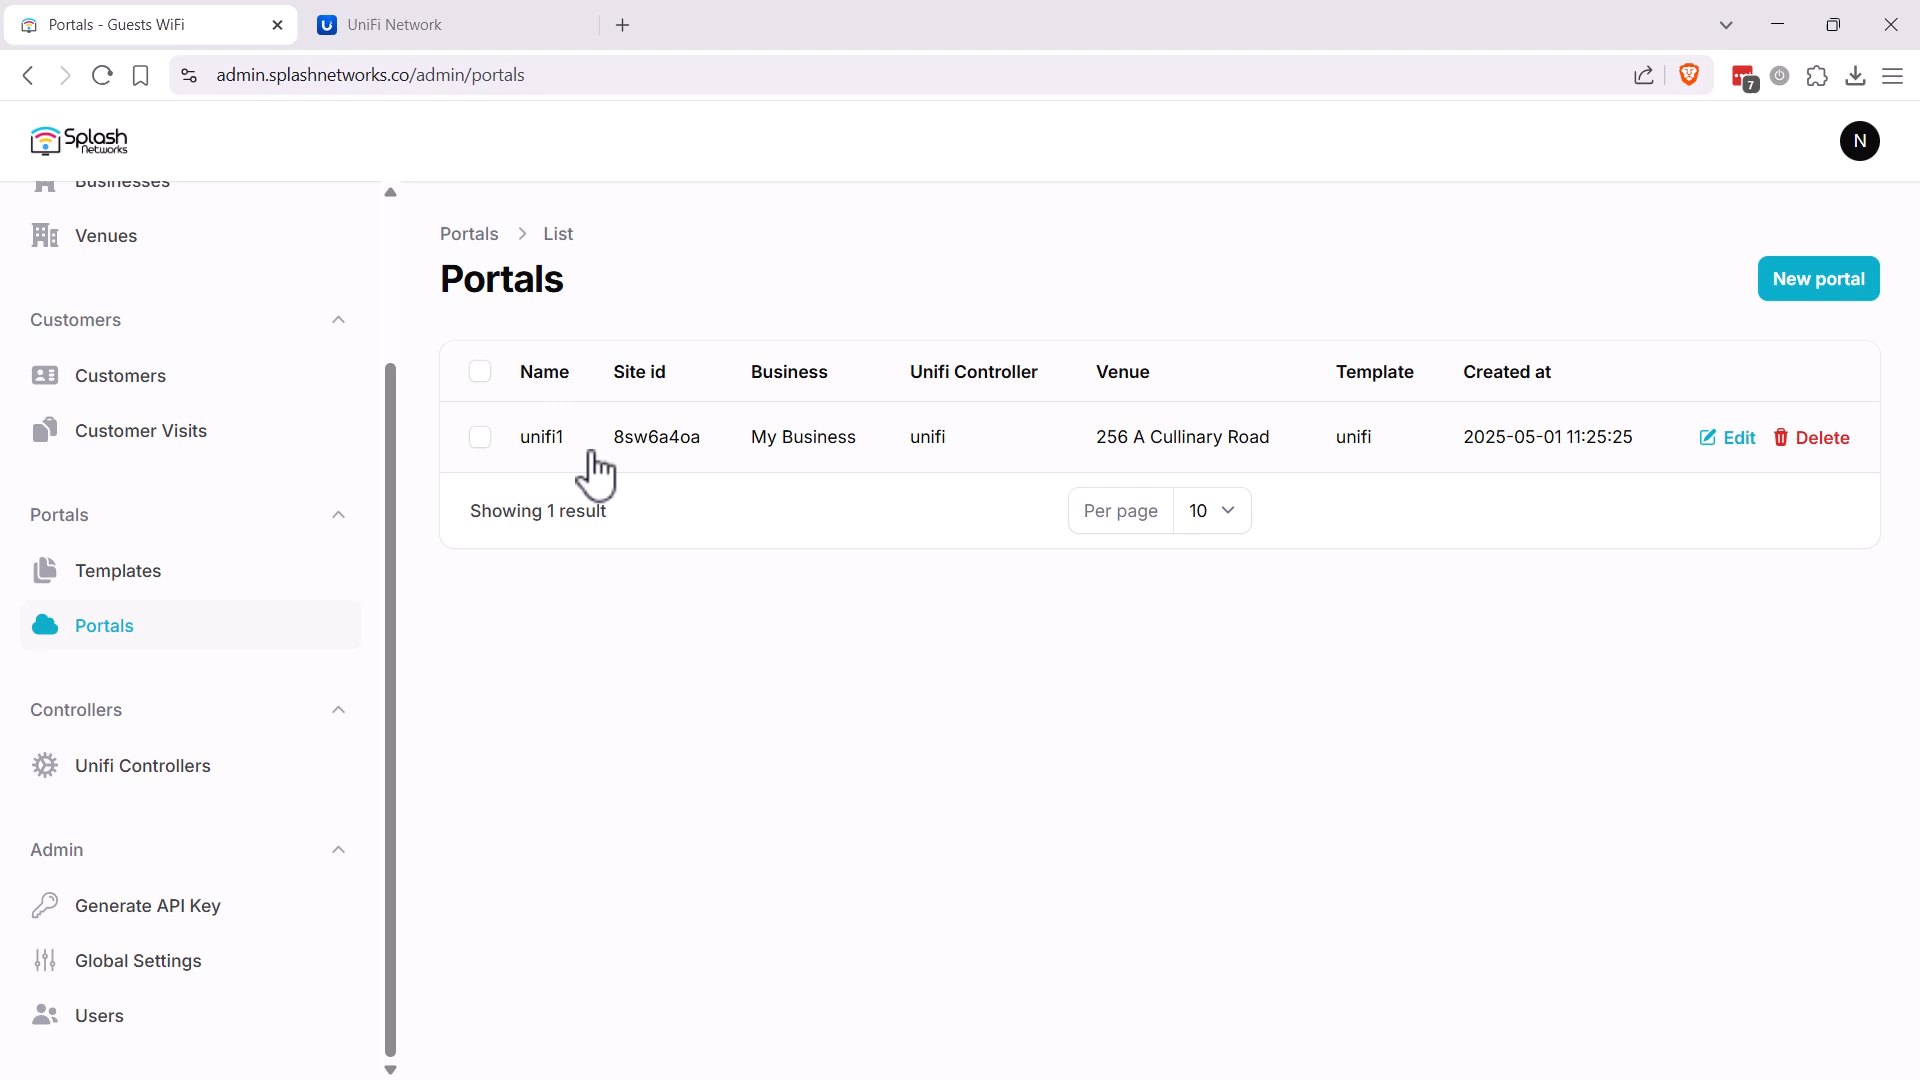 Portals - Guests WiFi
UniFi Network
admin.splashnetworks.co/admin/portals
7
Splash
Networks
N
Businesses
Venues
Customers
Customers
Customer Visits
Portals
Templates
Portals
Controllers
Unifi Controllers
Admin
Generate API Key
Global Settings
Users
Portals > List
Portals
New portal
Name Site id Business Unifi Controller Venue Template Created at
unifi1 8sw6a4oa My Business unifi 256 A Cullinary Road unifi 2025-05-01 11:25:25 Edit Delete
Showing 1 result
Per page 10